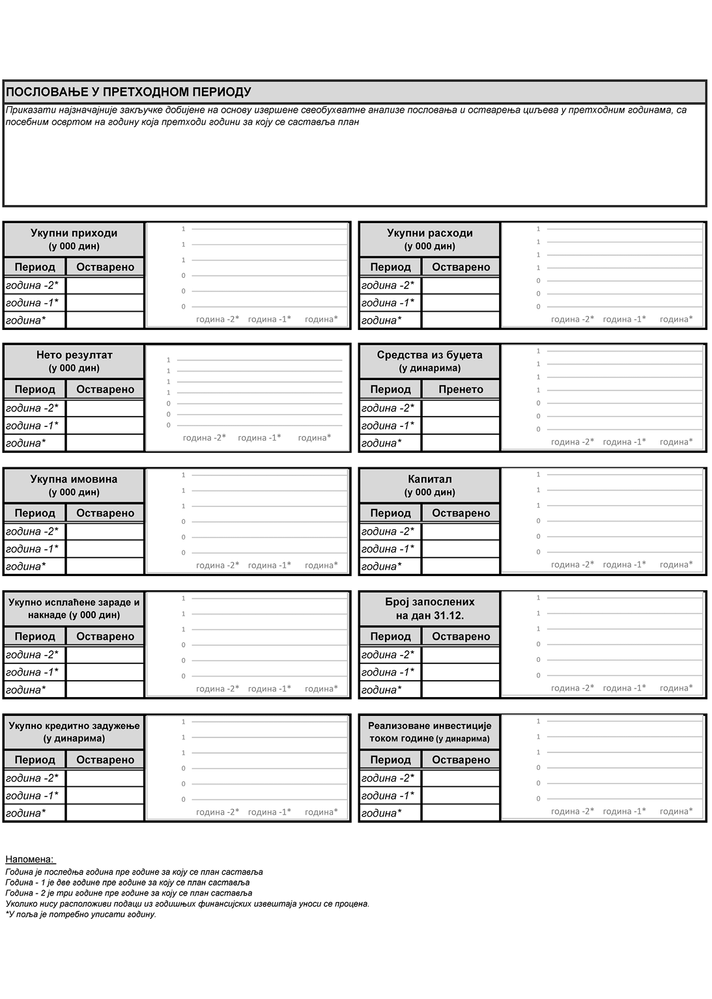 ПОСЛОВАЊЕ У ПРЕТХОДНОМ ПЕРИОДУ
Приказати најзначајније закључке добијене на основу извршене свеобухватне анализе пословања и остварења циљева у претходним годинама, са
посебним освртом на годину која претходи години за коју се саставља план
Укупни приходи
(у 000 дин)
Период Остварено
година -2*
година -1*
година*
1
1
1
0
0
0
година -2* година -1* година*
Укупни расходи
(у 000 дин)
Период Остварено
година -2*
година -1*
година*
1
1
1
1
0
0
0
година -2* година -1* година*
Нето резултат
(у 000 дин)
Период Остварено
година -2*
година -1*
година*
1
1
1
1
0
0
0
година -2* година -1* година*
Средства из буџета
(у динарима)
Период Пренето
година -2*
година -1*
година*
1
1
1
1
0
0
0
година -2* година -1* година*
Укупна имовина
(у 000 дин)
Период Остварено
година -2*
година -1*
година*
1
1
1
0
0
0
година -2* година -1* година*
Капитал
(у 000 дин)
Период Остварено
година -2*
година -1*
година*
1
1
1
0
0
0
година -2* година -1* година*
Укупно исплаћене зараде и
накнаде (у 000 дин)
Период Остварено
година -2*
година -1*
година*
1
1
1
0
0
0
година -2* година -1* година*
Број запослених
на дан 31.12.
Период Остварено
година -2*
година -1*
година*
1
1
1
0
0
0
година -2* година -1* година*
Укупно кредитно задужење
(у динарима)
Период Остварено
година -2*
година -1*
година*
1
1
1
0
0
0
година -2* година -1* година*
Реализоване инвестиције
током године (у динарима)
Период Остварено
година -2*
година -1*
година*
1
1
1
0
0
0
година -2* година -1* година*
Напомена:
Година је последња година пре године за коју се план саставља
Година - 1 је две године пре године за коју се план саставља
Година - 2 је три године пре године за коју се план саставља
Уколико нису расположиви подаци из годишњих финансијских извештаја уноси се процена.
*У поља је потребно уписати годину.